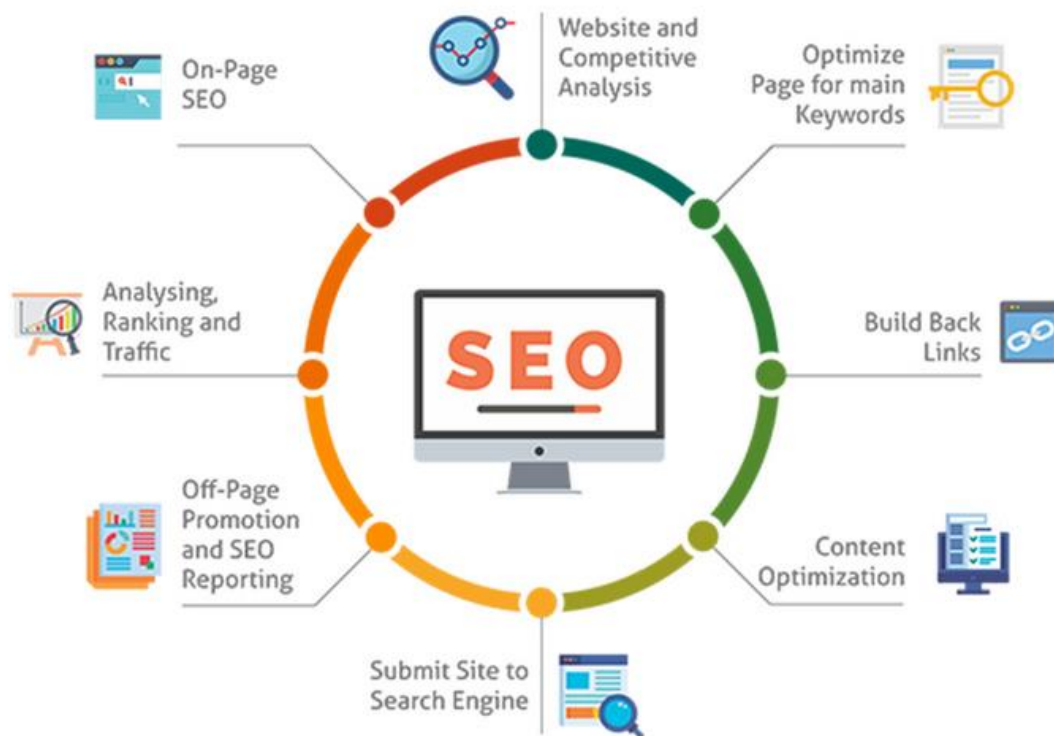 Website and
Competitive
Analysis
Optimize
Page for main
Keywords
Build Back
Links
Content
Optimization
Submit Site to
Search Engine
Off-Page
Promotion
and SEO
Reporting
Analysing,
Ranking and
Traffic
On-Page
SEO
SEO